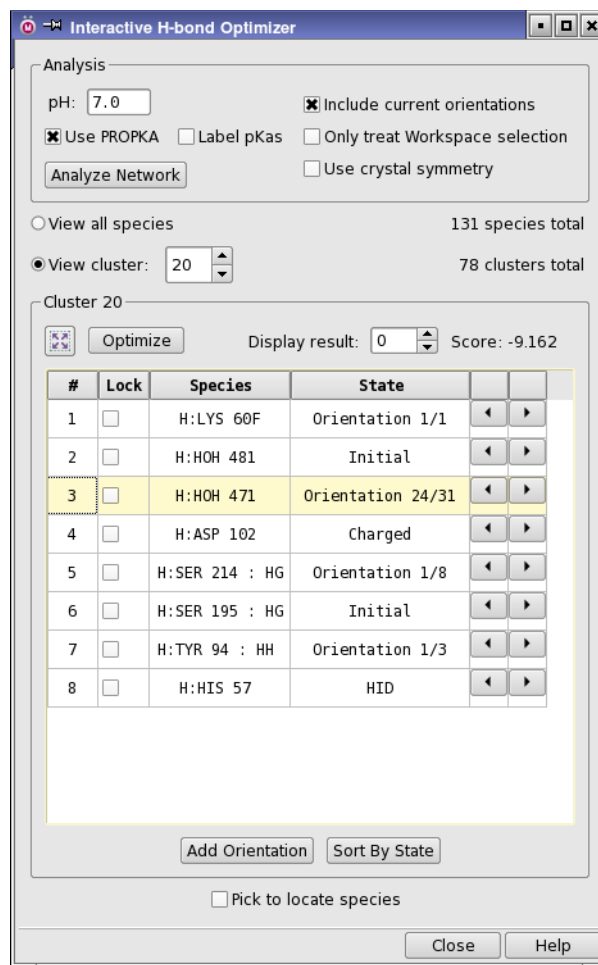 Interactive H-bond Optimizer
Analysis
pH: 7.0
Include current orientations
Use PROPKA Label pKas Only treat Workspace selection
Analyze Network Use crystal symmetry
View all species 131 species total
View cluster: 20 78 clusters total
Cluster 20
Optimize Display result: 0 Score: -9.162
# Lock Species State
1 H:LYS 60F Orientation 1/1
2 H:HOH 481 Initial
3 H:HOH 471 Orientation 24/31
4 H:ASP 102 Charged
5 H:SER 214 : HG Orientation 1/8
6 H:SER 195 : HG Initial
7 H:TYR 94 : HH Orientation 1/3
8 H:HIS 57 HID
Add Orientation Sort By State
Pick to locate species
Close Help